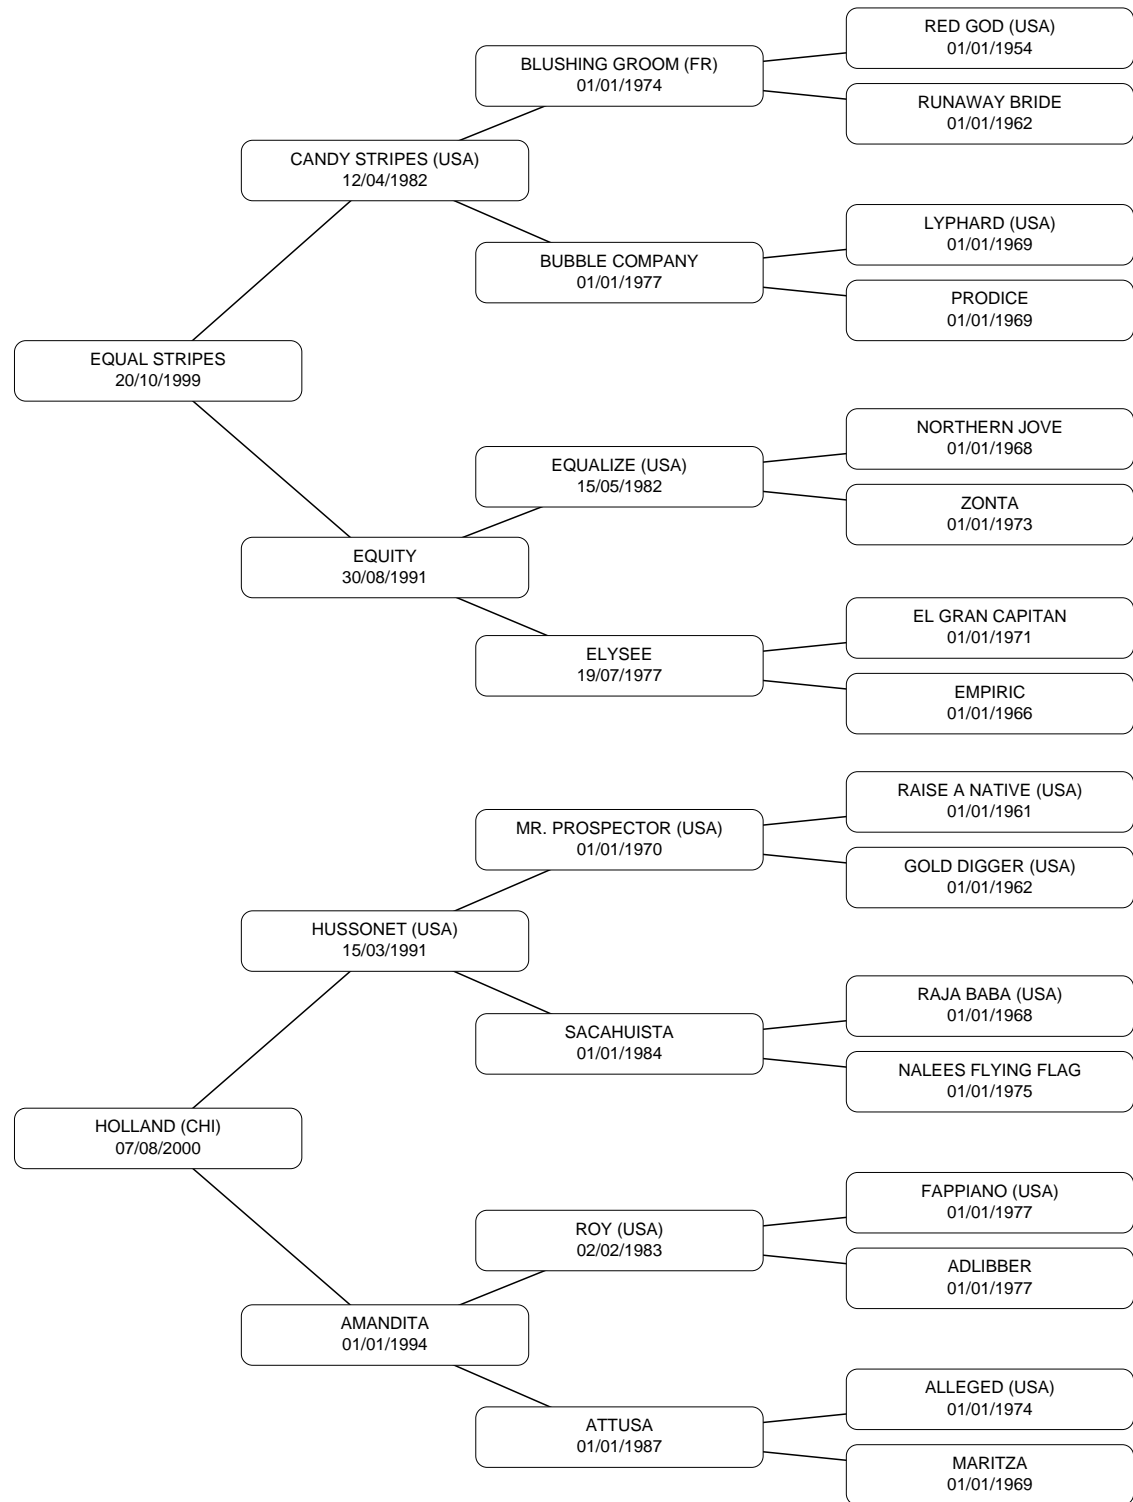 RED GOD (USA)
01/01/1954
BLUSHING GROOM (FR)
01/01/1974
RUNAWAY BRIDE
01/01/1962
CANDY STRIPES (USA)
12/04/1982
LYPHARD (USA)
01/01/1969
BUBBLE COMPANY
01/01/1977
PRODICE
01/01/1969
EQUAL STRIPES
20/10/1999
NORTHERN JOVE
01/01/1968
EQUALIZE (USA)
15/05/1982
ZONTA
01/01/1973
EQUITY
30/08/1991
EL GRAN CAPITAN
01/01/1971
ELYSEE
19/07/1977
EMPIRIC
01/01/1966
RAISE A NATIVE (USA)
01/01/1961
MR. PROSPECTOR (USA)
01/01/1970
GOLD DIGGER (USA)
01/01/1962
HUSSONET (USA)
15/03/1991
RAJA BABA (USA)
01/01/1968
SACAHUISTA
01/01/1984
NALEES FLYING FLAG
01/01/1975
HOLLAND (CHI)
07/08/2000
FAPPIANO (USA)
01/01/1977
ROY (USA)
02/02/1983
ADLIBBER
01/01/1977
AMANDITA
01/01/1994
ALLEGED (USA)
01/01/1974
ATTUSA
01/01/1987
MARITZA
01/01/1969